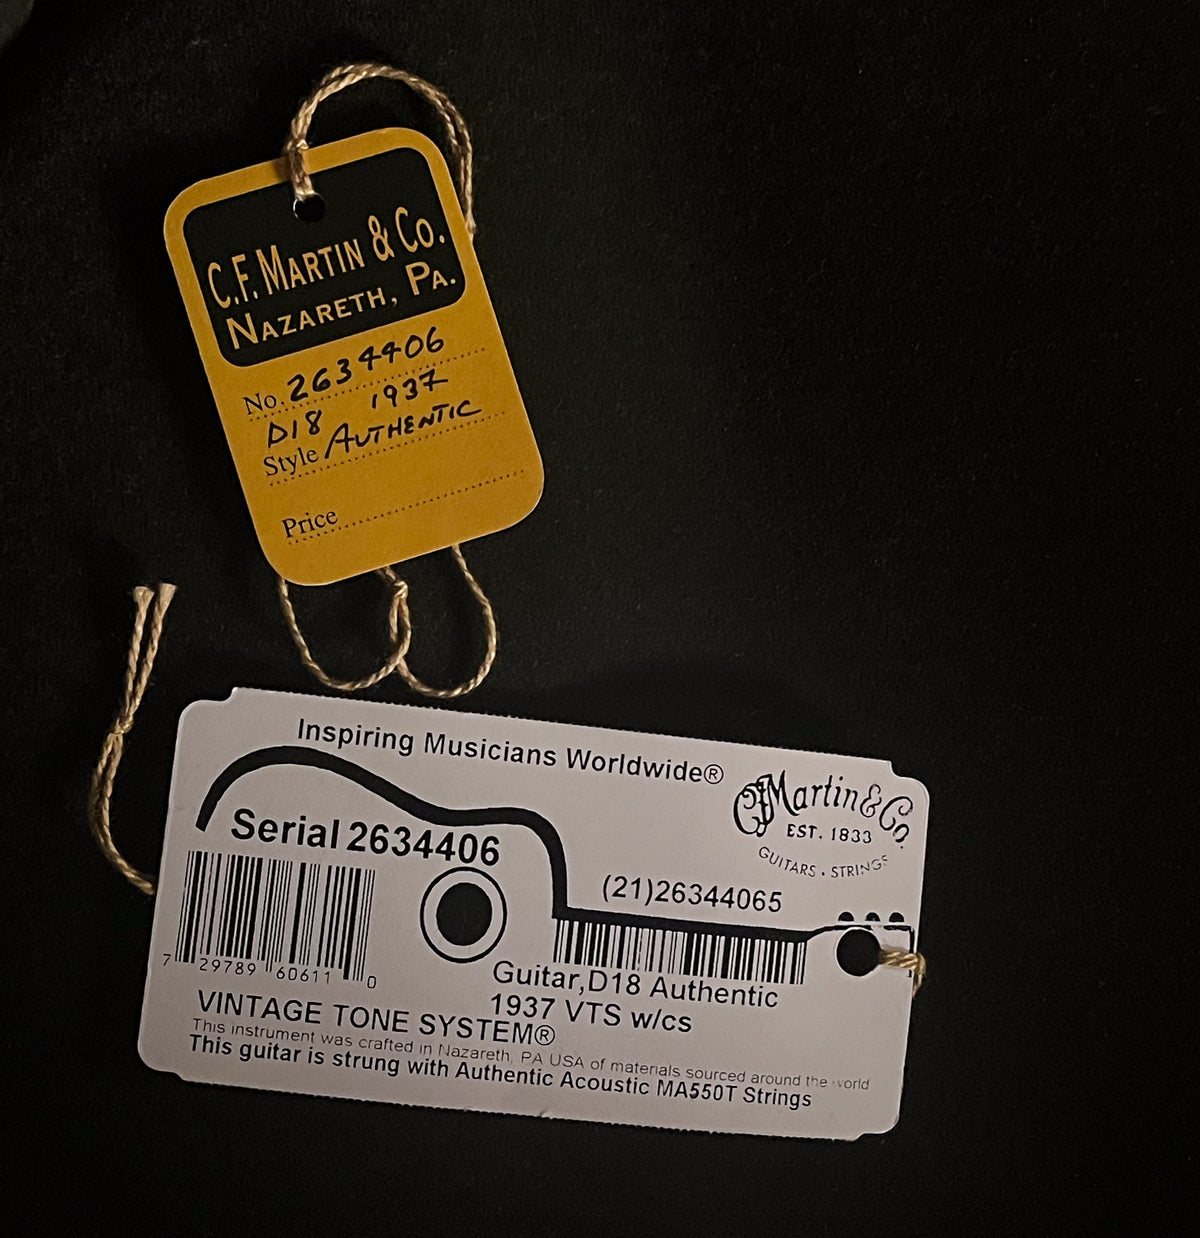 C.F. MARTIN & CO.
NAZARETH, PA.
No. 2634406
D18 1937
Style AUTHENTIC
Price
Inspiring Musicians Worldwide®
CFMartin & Co.
EST. 1833
GUITARS • STRINGS
Serial 2634406
(21)26344065
7 29789 60611 0
Guitar,D18 Authentic
1937 VTS w/cs
VINTAGE TONE SYSTEM®
This instrument was crafted in Nazareth, PA USA of materials sourced around the world
This guitar is strung with Authentic Acoustic MA550T Strings